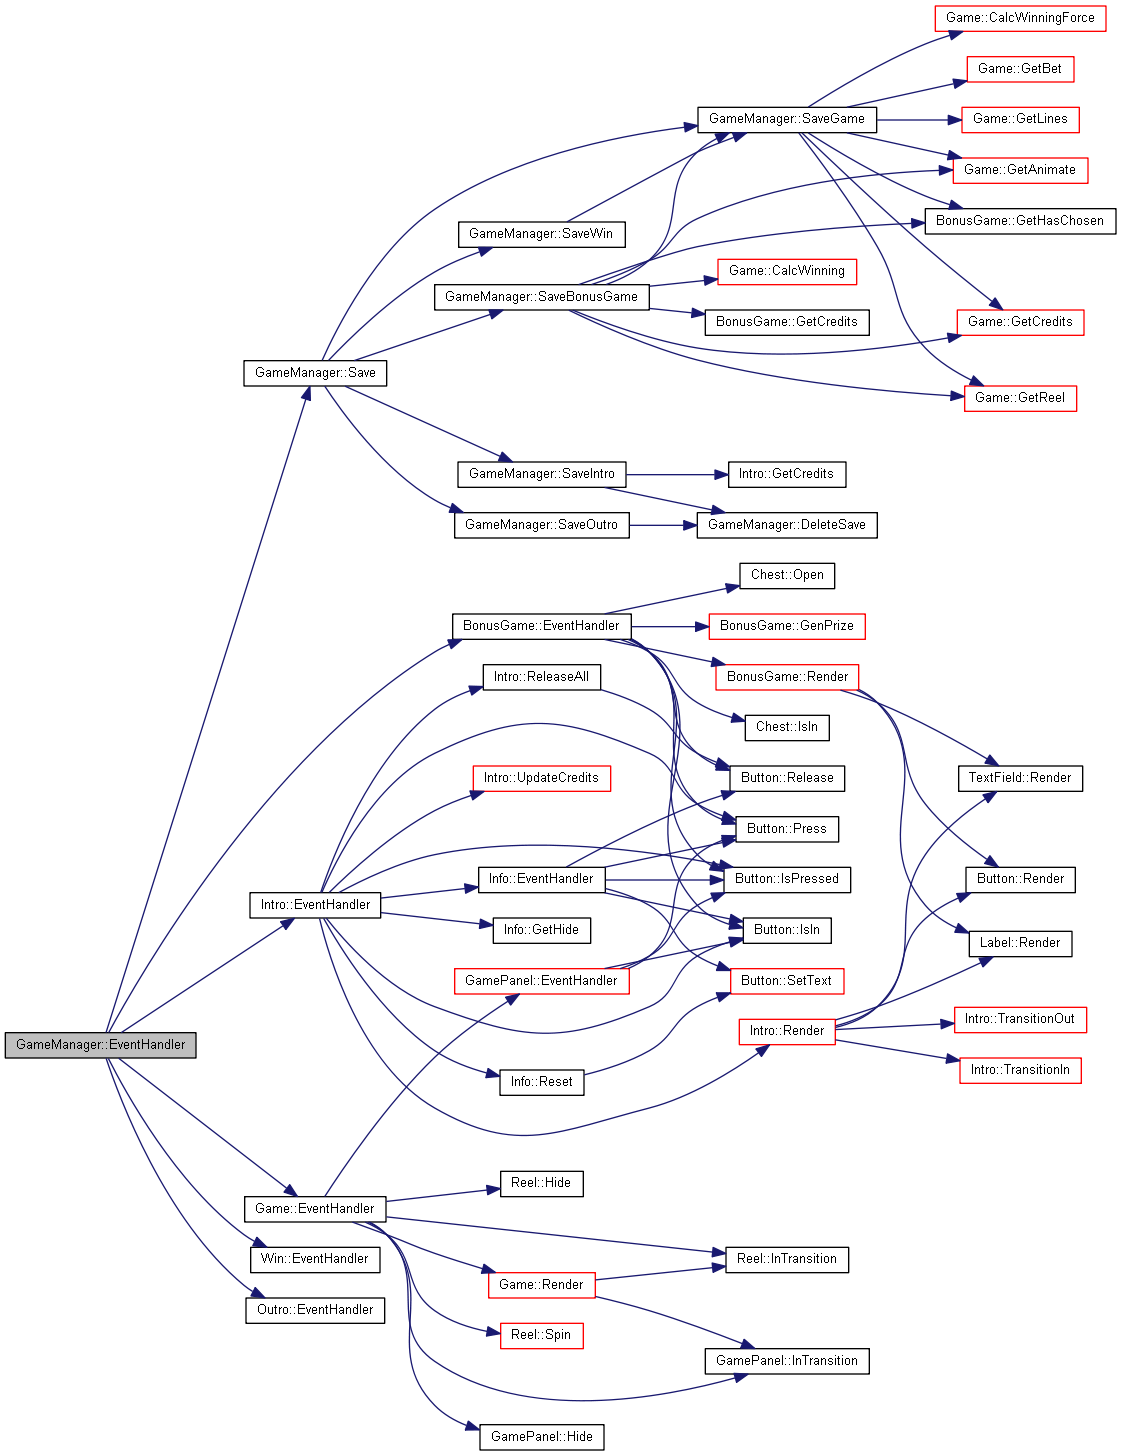 Game::CalcWinningForce
Game::GetBet
GameManager::SaveGame
Game::GetLines
Game::GetAnimate
BonusGame::GetHasChosen
GameManager::SaveWin
Game::CalcWinning
GameManager::SaveBonusGame
BonusGame::GetCredits
Game::GetCredits
GameManager::Save
Game::GetReel
GameManager::SaveIntro
Intro::GetCredits
GameManager::SaveOutro
GameManager::DeleteSave
Chest::Open
BonusGame::EventHandler
BonusGame::GenPrize
Intro::ReleaseAll
BonusGame::Render
Chest::IsIn
Intro::UpdateCredits
Button::Release
TextField::Render
Button::Press
Info::EventHandler
Button::IsPressed
Button::Render
Intro::EventHandler
Info::GetHide
Button::IsIn
Label::Render
GamePanel::EventHandler
Button::SetText
Intro::TransitionOut
Intro::Render
GameManager::EventHandler
Intro::TransitionIn
Info::Reset
Reel::Hide
Game::EventHandler
Win::EventHandler
Reel::InTransition
Game::Render
Outro::EventHandler
Reel::Spin
GamePanel::InTransition
GamePanel::Hide